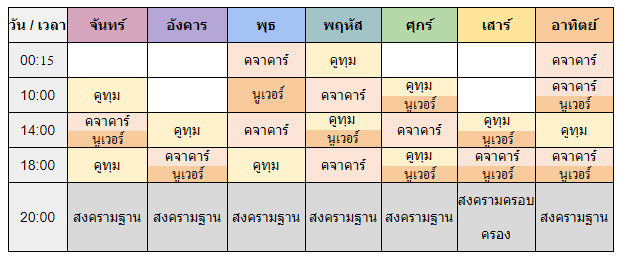 วัน / เวลา จันทร์ อังคาร พุธ พฤหัส ศุกร์ เสาร์ อาทิตย์
00:15 คจาคาร์ คูทุม คจาคาร์
10:00 คูทุม นูเวอร์ คจาคาร์ คูทุม นูเวอร์ คจาคาร์ นูเวอร์
14:00 คจาคาร์ นูเวอร์ คูทุม คจาคาร์ คูทุม นูเวอร์ คจาคาร์ คูทุม นูเวอร์ คูทุม
18:00 คูทุม คจาคาร์ นูเวอร์ คูทุม คจาคาร์ คูทุม นูเวอร์ คจาคาร์ นูเวอร์ คจาคาร์ นูเวอร์
20:00 สงครามฐาน สงครามฐาน สงครามฐาน สงครามฐาน สงครามฐาน สงครามครอบ
ครอง สงครามฐาน